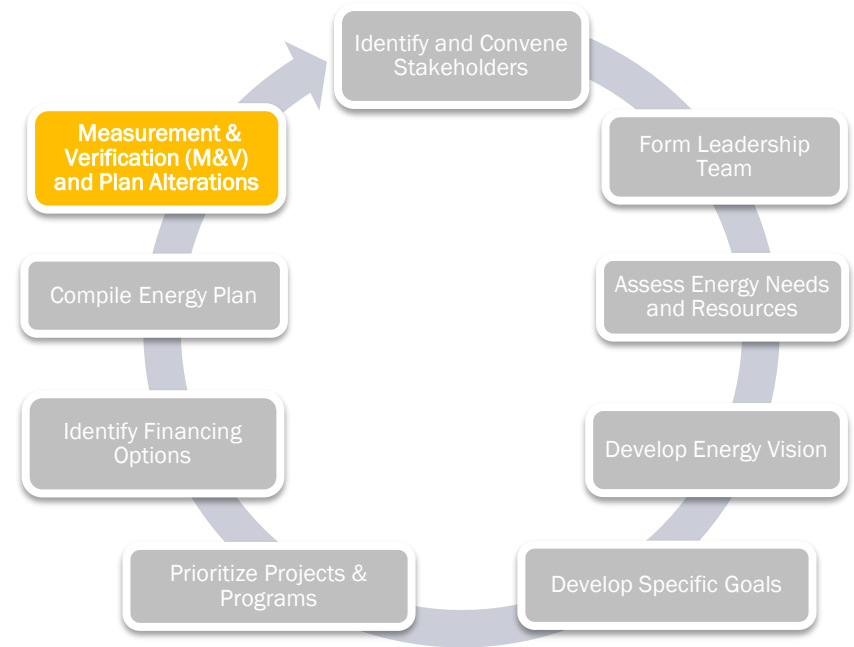 Identify and Convene
Stakeholders
Form Leadership
Team
Assess Energy Needs
and Resources
Develop Energy Vision
Develop Specific Goals
Prioritize Projects &
Programs
Identify Financing
Options
Compile Energy Plan
Measurement &
Verification (M&V)
and Plan Alterations